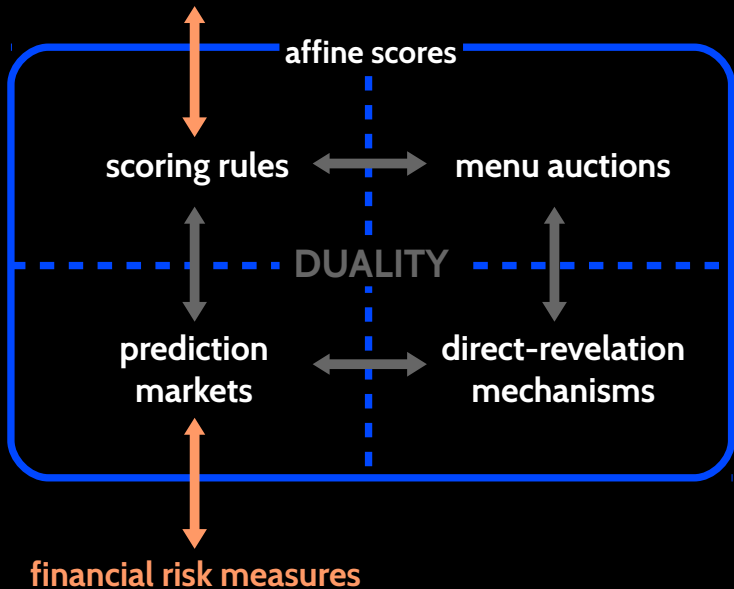 affine scores
scoring rules
menu auctions
DUALITY
prediction
markets
direct-revelation
mechanisms
financial risk measures